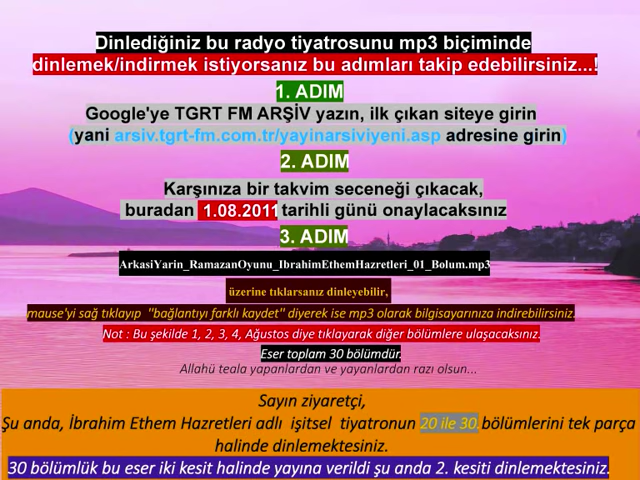 Dinlediğiniz bu radyo tiyatrosunu mp3 biçiminde
dinlemek/indirmek istiyorsanız bu adımları takip edebilirsiniz...!
1. ADIM
Google'ye TGRT FM ARŞİV yazın, ilk çıkan siteye girin
(yani arsiv.tgrt-fm.com.tr/yayinarsiviyeni.asp adresine girin)
2. ADIM
Karşınıza bir takvim seceneği çıkacak,
buradan 1.08.2011 tarihli günü onaylacaksınız
3. ADIM
ArkasiYarin_RamazanOyunu_IbrahimEthemHazretleri_01_Bolum.mp3
üzerine tıklarsanız dinleyebilir,
mause'yi sağ tıklayıp "bağlantıyı farklı kaydet" diyerek ise mp3 olarak bilgisayarınıza indirebilirsiniz.
Not : Bu şekilde 1, 2, 3, 4, Ağustos diye tıklayarak diğer bölümlere ulaşacaksınız.
Eser toplam 30 bölümdür.
Allahü teala yapanlardan ve yayanlardan razı olsun...
Sayın ziyaretçi,
Şu anda, İbrahim Ethem Hazretleri adlı işitsel tiyatronun 20 ile 30.bölümlerini tek parça
halinde dinlemektesiniz.
30 bölümlük bu eser iki kesit halinde yayına verildi şu anda 2. kesiti dinlemektesiniz.